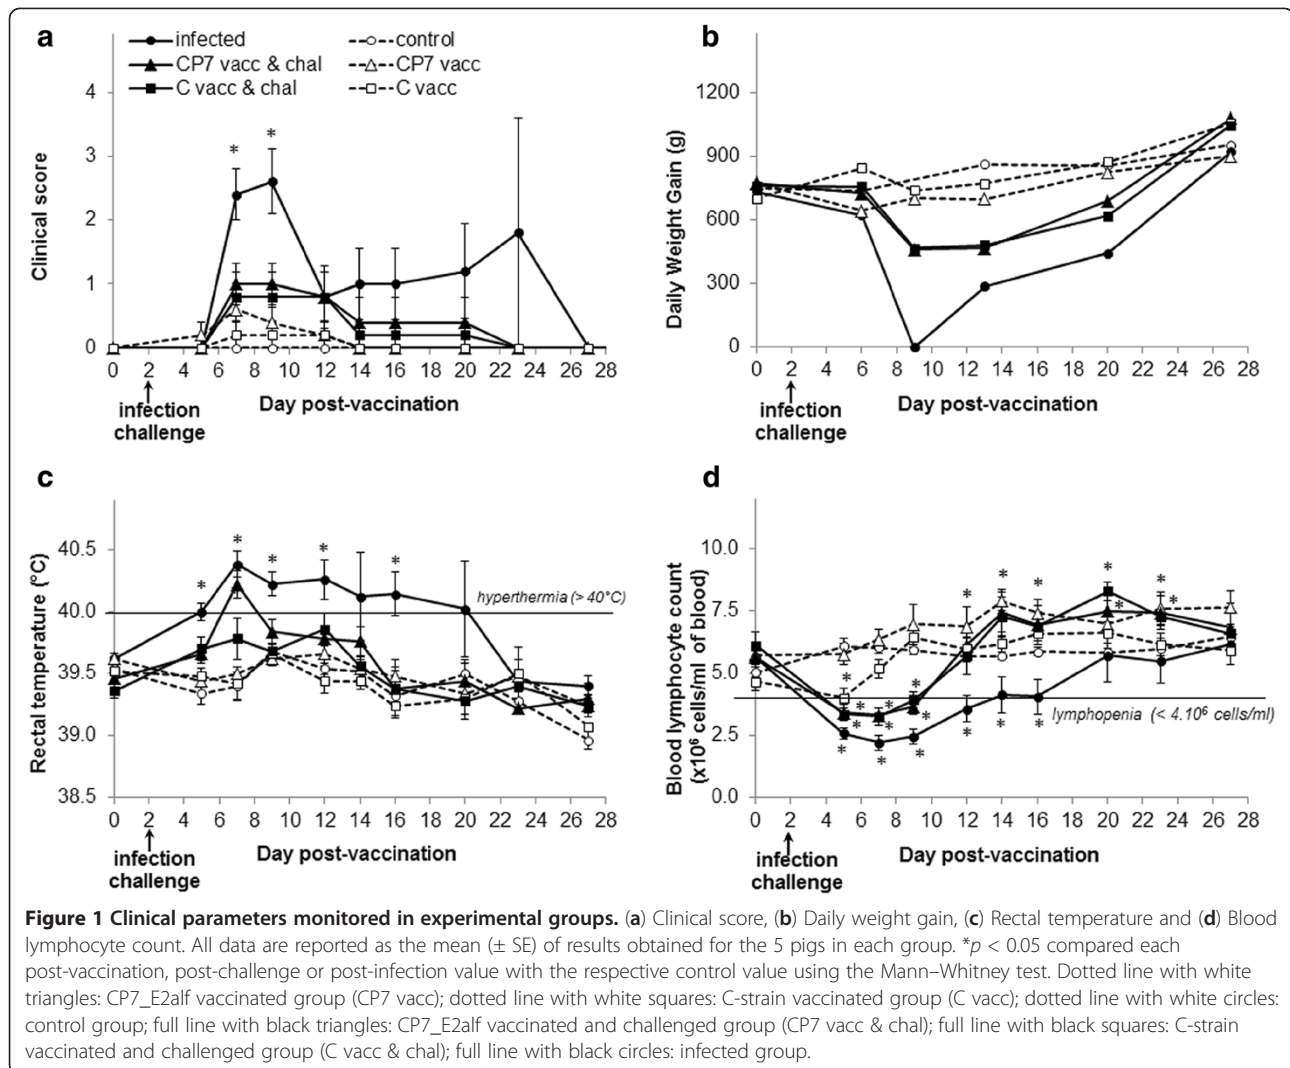 a
infected
control
CP7 vacc & chal
CP7 vacc
C vacc & chal
C vacc
Clinical score
4
3
2
1
0
*
*
0 2 4 6 8 10 12 14 16 18 20 22 24 26 28
infection
challenge
Day post-vaccination
b
Daily Weight Gain (g)
1200
900
600
300
0
0 2 4 6 8 10 12 14 16 18 20 22 24 26 28
infection
challenge
Day post-vaccination
c
Rectal temperature (°C)
40.5
40.0
39.5
39.0
38.5
* * * * *
hyperthermia (> 40°C)
0 2 4 6 8 10 12 14 16 18 20 22 24 26 28
infection
challenge
Day post-vaccination
d
Blood lymphocyte count
(x10⁶ cells/ml of blood)
10.0
7.5
5.0
2.5
0.0
* * * * *
* *
* * *
* * * *
* * * * * *
lymphopenia (< 4.10⁶ cells/ml)
0 2 4 6 8 10 12 14 16 18 20 22 24 26 28
infection
challenge
Day post-vaccination
Figure 1 Clinical parameters monitored in experimental groups. (a) Clinical score, (b) Daily weight gain, (c) Rectal temperature and (d) Blood
lymphocyte count. All data are reported as the mean (± SE) of results obtained for the 5 pigs in each group. *p < 0.05 compared each
post-vaccination, post-challenge or post-infection value with the respective control value using the Mann–Whitney test. Dotted line with white
triangles: CP7_E2alf vaccinated group (CP7 vacc); dotted line with white squares: C-strain vaccinated group (C vacc); dotted line with white circles:
control group; full line with black triangles: CP7_E2alf vaccinated and challenged group (CP7 vacc & chal); full line with black squares: C-strain
vaccinated and challenged group (C vacc & chal); full line with black circles: infected group.